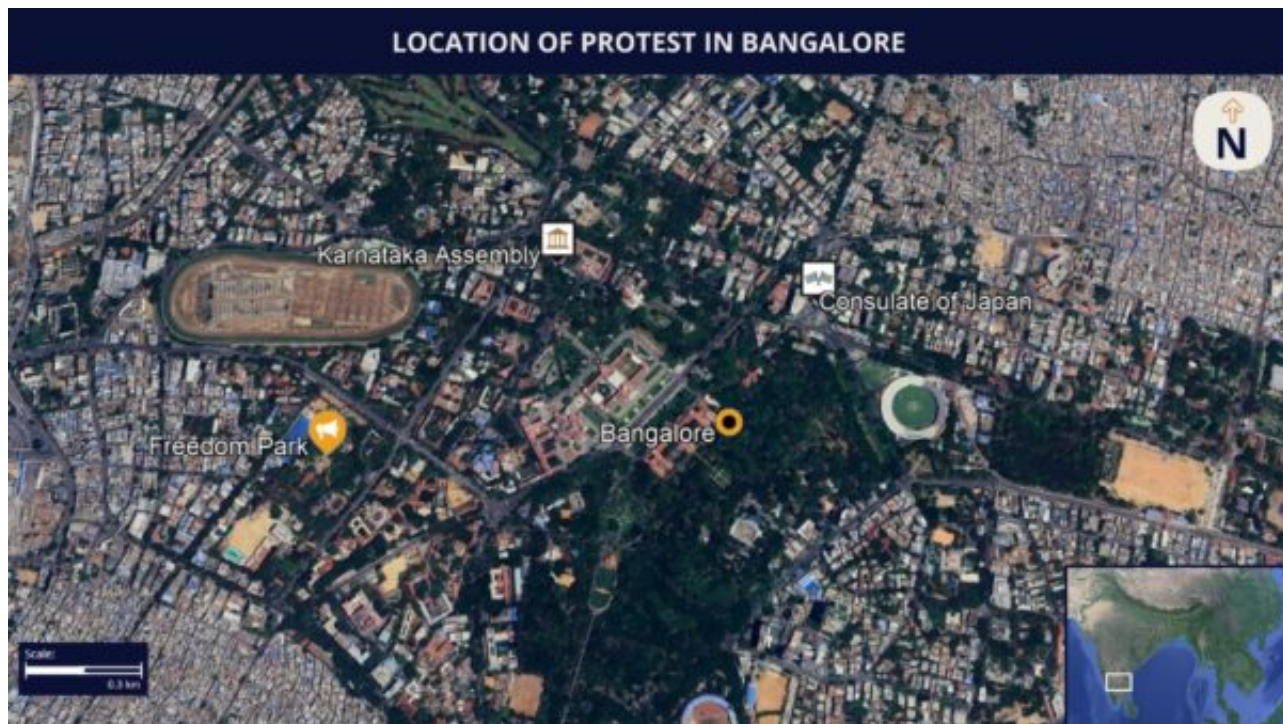 LOCATION OF PROTEST IN BANGALORE
N
Karnataka Assembly
Consulate of Japan
Freedom Park
Bangalore
Scale:
0.3 km